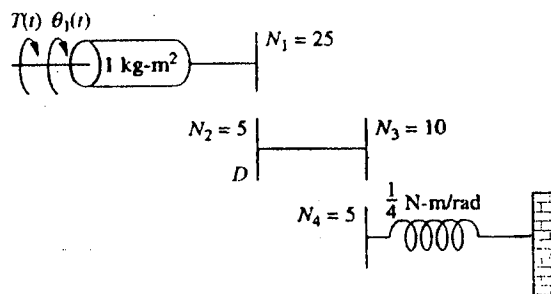 T(t) θ₁(t)
1 kg-m²
N₁ = 25
N₂ = 5
N₃ = 10
D
N₄ = 5
1/4 N-m/rad